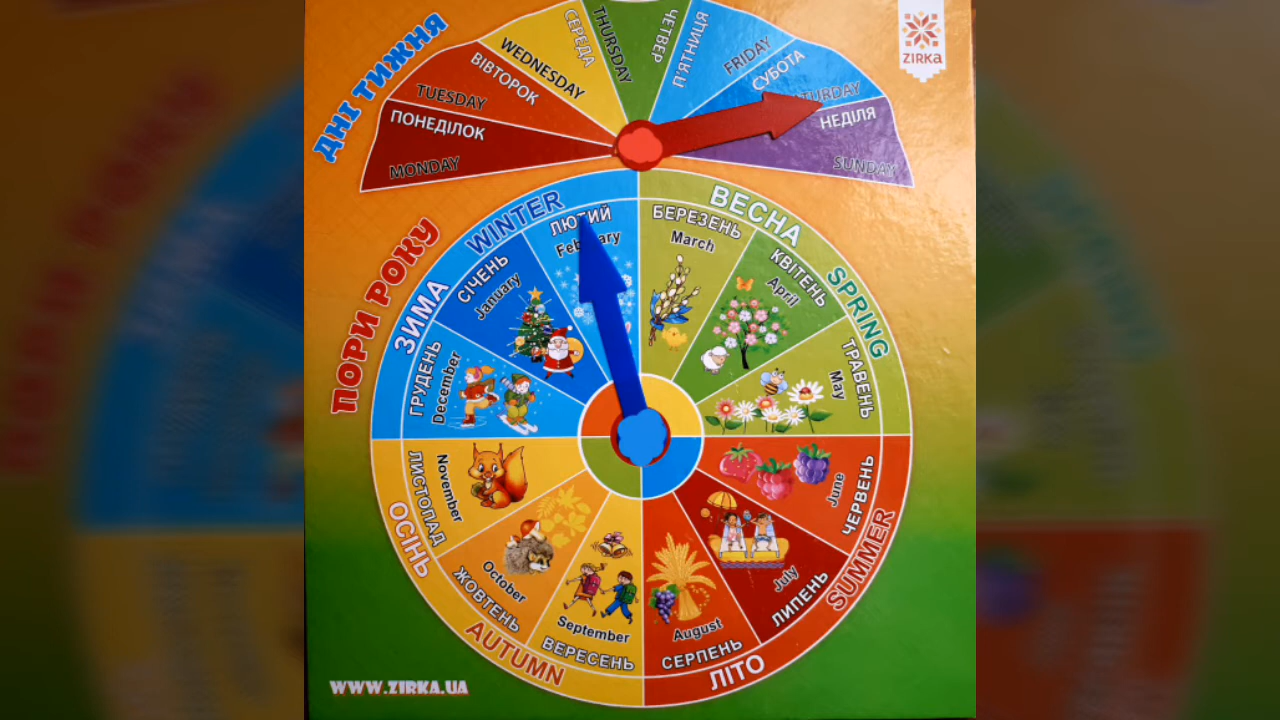 ДНІ ТИЖНЯ
ПОНЕДІЛОК
MONDAY
ВІВТОРОК
TUESDAY
СЕРЕДА
WEDNESDAY
ЧЕТВЕР
THURSDAY
П'ЯТНИЦЯ
FRIDAY
СУБОТА
НЕДІЛЯ
SUNDAY
ZIRKA
ПОРИ РОКУ
ЗИМА
WINTER
ГРУДЕНЬ
December
СІЧЕНЬ
January
ЛЮТИЙ
ВЕСНА
SPRING
БЕРЕЗЕНЬ
March
КВІТЕНЬ
April
ТРАВЕНЬ
May
ЛІТО
SUMMER
ЧЕРВЕНЬ
June
ЛИПЕНЬ
July
СЕРПЕНЬ
August
ОСІНЬ
AUTUMN
ВЕРЕСЕНЬ
September
ЖОВТЕНЬ
October
ЛИСТОПАД
November
WWW.ZIRKA.UA